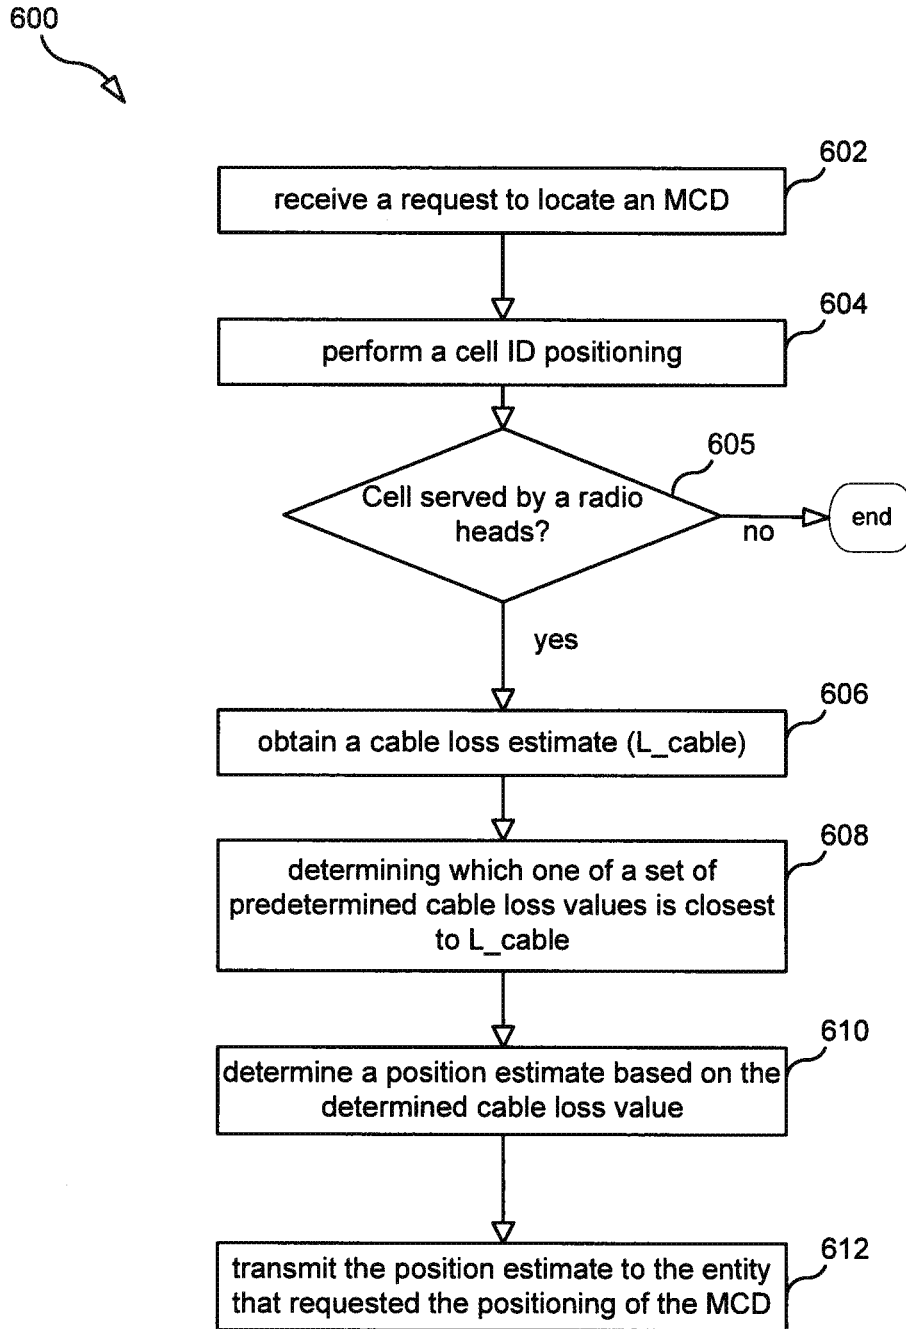 600
602
receive a request to locate an MCD
604
perform a cell ID positioning
605
Cell served by a radio
heads?
no
end
yes
606
obtain a cable loss estimate (L_cable)
608
determining which one of a set of
predetermined cable loss values is closest
to L_cable
610
determine a position estimate based on the
determined cable loss value
612
transmit the position estimate to the entity
that requested the positioning of the MCD